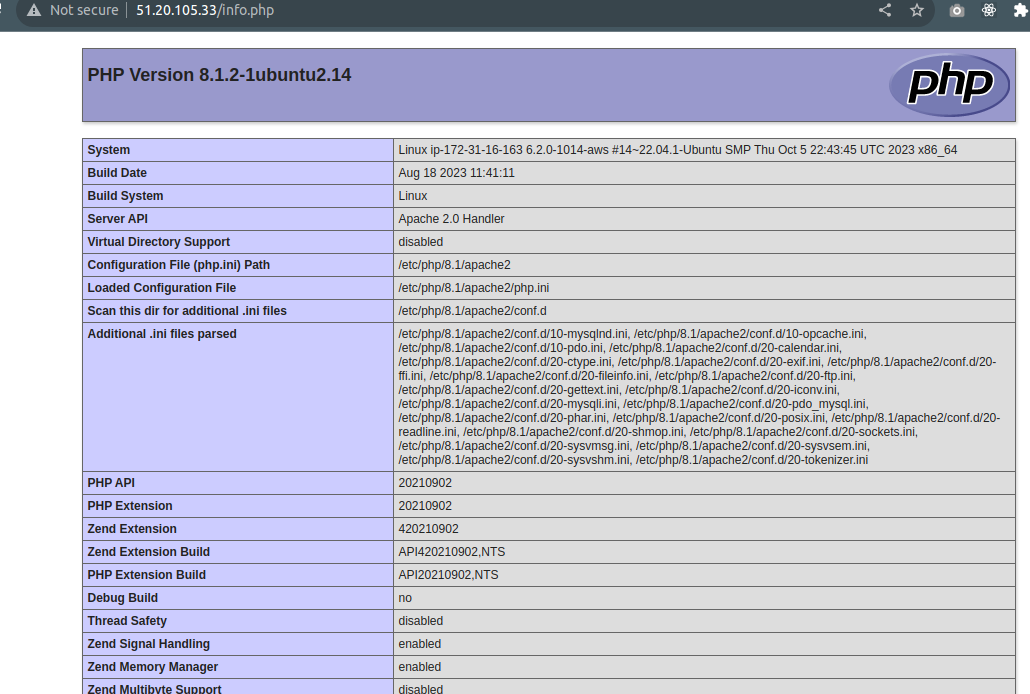 Not secure 51.20.105.33/info.php
PHP Version 8.1.2-1ubuntu2.14
php
System Linux ip-172-31-16-163 6.2.0-1014-aws #14~22.04.1-Ubuntu SMP Thu Oct 5 22:43:45 UTC 2023 x86_64
Build Date Aug 18 2023 11:41:11
Build System Linux
Server API Apache 2.0 Handler
Virtual Directory Support disabled
Configuration File (php.ini) Path /etc/php/8.1/apache2
Loaded Configuration File /etc/php/8.1/apache2/php.ini
Scan this dir for additional .ini files /etc/php/8.1/apache2/conf.d
Additional .ini files parsed /etc/php/8.1/apache2/conf.d/10-mysqlnd.ini, /etc/php/8.1/apache2/conf.d/10-opcache.ini,
/etc/php/8.1/apache2/conf.d/10-pdo.ini, /etc/php/8.1/apache2/conf.d/20-calendar.ini,
/etc/php/8.1/apache2/conf.d/20-ctype.ini, /etc/php/8.1/apache2/conf.d/20-exif.ini, /etc/php/8.1/apache2/conf.d/20-
ffi.ini, /etc/php/8.1/apache2/conf.d/20-fileinfo.ini, /etc/php/8.1/apache2/conf.d/20-ftp.ini,
/etc/php/8.1/apache2/conf.d/20-gettext.ini, /etc/php/8.1/apache2/conf.d/20-iconv.ini,
/etc/php/8.1/apache2/conf.d/20-mysqli.ini, /etc/php/8.1/apache2/conf.d/20-pdo_mysql.ini,
/etc/php/8.1/apache2/conf.d/20-phar.ini, /etc/php/8.1/apache2/conf.d/20-posix.ini, /etc/php/8.1/apache2/conf.d/20-
readline.ini, /etc/php/8.1/apache2/conf.d/20-shmop.ini, /etc/php/8.1/apache2/conf.d/20-sockets.ini,
/etc/php/8.1/apache2/conf.d/20-sysvmsg.ini, /etc/php/8.1/apache2/conf.d/20-sysvsem.ini,
/etc/php/8.1/apache2/conf.d/20-sysvshm.ini, /etc/php/8.1/apache2/conf.d/20-tokenizer.ini
PHP API 20210902
PHP Extension 20210902
Zend Extension 420210902
Zend Extension Build API420210902,NTS
PHP Extension Build API20210902,NTS
Debug Build no
Thread Safety disabled
Zend Signal Handling enabled
Zend Memory Manager enabled
Zend Multibyte Support disabled